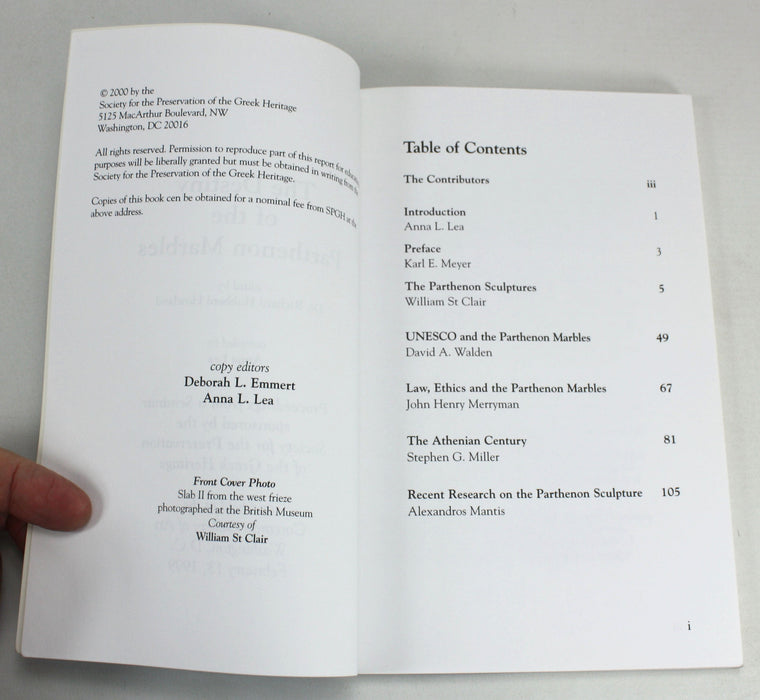 © 2000 by the
Society for the Preservation of the Greek Heritage
5125 MacArthur Boulevard, NW
Washington, DC 20016
All rights reserved. Permission to reproduce part of this report for
purposes will be liberally granted but must be obtained in writing from the
Society for the Preservation of the Greek Heritage.
Copies of this book cen be obtained for a nominal fee from SPGH at the
above address.
copy editors
Deborah L. Emmert
Anna L. Lea
Front Cover Photo
Slab II from the west frieze
photographed at the British Museum
Courtesy of
William St Clair
Table of Contents
The Contributors iii
Introduction 1
Anna L. Lea
Preface 3
Karl E. Meyer
The Parthenon Sculptures 5
William St Clair
UNESCO and the Parthenon Marbles 49
David A. Walden
Law, Ethics and the Parthenon Marbles 67
John Henry Merryman
The Athenian Century 81
Stephen G. Miller
Recent Research on the Parthenon Sculpture 105
Alexandros Mantis
i